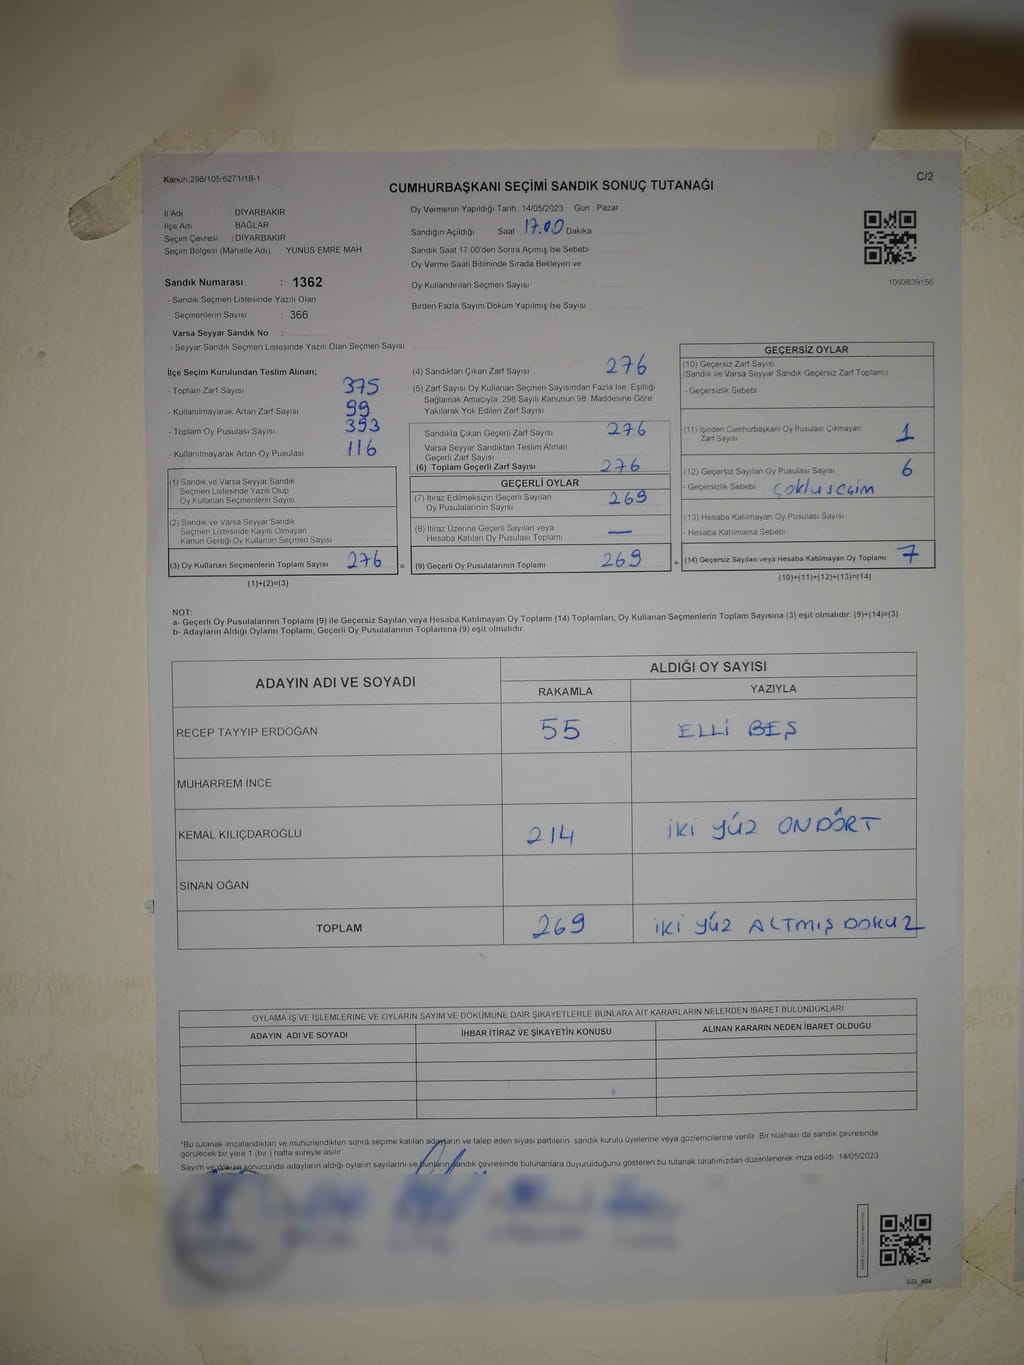 Kanun 298/105 6271/18-1
C/2
CUMHURBAŞKANI SEÇİMİ SANDIK SONUÇ TUTANAĞI
İl Adı DİYARBAKIR
İlçe Adı BAĞLAR
Seçim Çevresi : DİYARBAKIR
Seçim Bölgesi (Mahalle Adı) YUNUS EMRE MAH
Sandık Numarası : 1362
- Sandık Seçmen Listesinde Yazılı Olan
Seçmenlerin Sayısı : 366
Varsa Seyyar Sandık No :
- Seyyar Sandık Seçmen Listesinde Yazılı Olan Seçmen Sayısı
Oy Vermenin Yapıldığı Tarih 14/05/2023 Gün Pazar
Sandığın Açıldığı Saat 17.00 Dakika
Sandık Saat 17 00'den Sonra Açımış İse Sebebi
Oy Verme Saati Bitiminde Sırada Bekleyen ve
Oy Kullandırılan Seçmen Sayısı
Birden Fazla Sayım Döküm Yapılmış İse Sayısı
1093839156
İlçe Seçim Kurulundan Teslim Alınan;
- Toplam Zarf Sayısı 375
- Kullanılmayarak Artan Zarf Sayısı 99
- Toplam Oy Pusulası Sayısı 393
- Kullanılmayarak Artan Oy Pusulası 116
(1) Sandık ve Varsa Seyyar Sandık
Seçmen Listesinde Yazılı Olup
Oy Kullanan Seçmenlerin Sayısı
(2) Sandık ve Varsa Seyyar Sandık
Seçmen Listesinde Kayıtlı Olmayan
Kanun Gereği Oy Kullanan Seçmen Sayısı
(3) Oy Kullanan Seçmenlerin Toplam Sayısı 276
(1)+(2)=(3)
(4) Sandıktan Çıkan Zarf Sayısı 276
(5) Zarf Sayısı Oy Kullanan Seçmen Sayısından Fazla İse, Eşitliği
Sağlamak Amacıyla, 298 Sayılı Kanunun 98. Maddesine Göre
Yakılarak Yok Edilen Zarf Sayısı
Sandıkta Çıkan Geçerli Zarf Sayısı 276
Varsa Seyyar Sandıktan Teslim Alınan
Geçerli Zarf Sayısı
(6) Toplam Geçerli Zarf Sayısı 276
GEÇERLİ OYLAR
(7) İtiraz Edilmeksizin Geçerli Sayılan
Oy Pusulalarının Sayısı 269
(8) İtiraz Üzerine Geçerli Sayılan veya
Hesaba Katılan Oy Pusulası Toplamı —
= (9) Geçerli Oy Pusulalarının Toplamı 269
GEÇERSİZ OYLAR
(10) Geçersiz Zarf Sayısı
(Sandık ve Varsa Seyyar Sandık Geçersiz Zarf Toplamı)
- Geçersizlik Sebebi
(11) İçinden Cumhurbaşkanı Oy Pusulası Çıkmayan
Zarf Sayısı 1
(12) Geçersiz Sayılan Oy Pusulası Sayısı 6
- Geçersizlik Sebebi Çoklu seçim
(13) Hesaba Katılmayan Oy Pusulası Sayısı
- Hesaba Katılmama Sebebi
+ (14) Geçersiz Sayılan veya Hesaba Katılmayan Oy Toplamı 7
(10)+(11)+(12)+(13)=(14)
NOT:
a- Geçerli Oy Pusulalarının Toplamı (9) ile Geçersiz Sayılan veya Hesaba Katılmayan Oy Toplamı (14) Toplamları, Oy Kullanan Seçmenlerin Toplam Sayısına (3) eşit olmalıdır. (9)+(14)=(3)
b- Adayların Aldığı Oyların Toplamı, Geçerli Oy Pusulalarının Toplamına (9) eşit olmalıdır
ADAYIN ADI VE SOYADI
ALDIĞI OY SAYISI
RAKAMLA YAZIYLA
RECEP TAYYİP ERDOĞAN 55 ELLİ BEŞ
MUHARREM İNCE
KEMAL KILIÇDAROĞLU 214 İKİ YÜZ ONDÖRT
SİNAN OĞAN
TOPLAM 269 İKİ YÜZ ALTMIŞ DOKUZ
OYLAMA İŞ VE İŞLEMLERİNE VE OYLARIN SAYIM VE DÖKÜMÜNE DAİR ŞİKAYETLERLE BUNLARA AİT KARARLARIN NELERDEN İBARET BULUNDUKLARI
ADAYIN ADI VE SOYADI İHBAR İTİRAZ VE ŞİKAYETİN KONUSU ALINAN KARARIN NEDEN İBARET OLDUĞU
*Bu tutanak imzalandıktan ve mühürlendikten sonra seçime katılan adayların ve talep eden siyasi partilerin sandık kurulu üyelerine veya gözlemcilerine verilir. Bir nüshası da sandık çevresinde
görülecek bir yere 1 (bir) hafta süreyle asılır
Sayım ve döküm sonucunda adayların aldığı oyların sayılarını ve bunların sandık çevresinde bulunanlara duyurulduğunu gösteren bu tutanak tarafımızdan düzenlenerek imza edildi. 14/05/2023
SSI_404